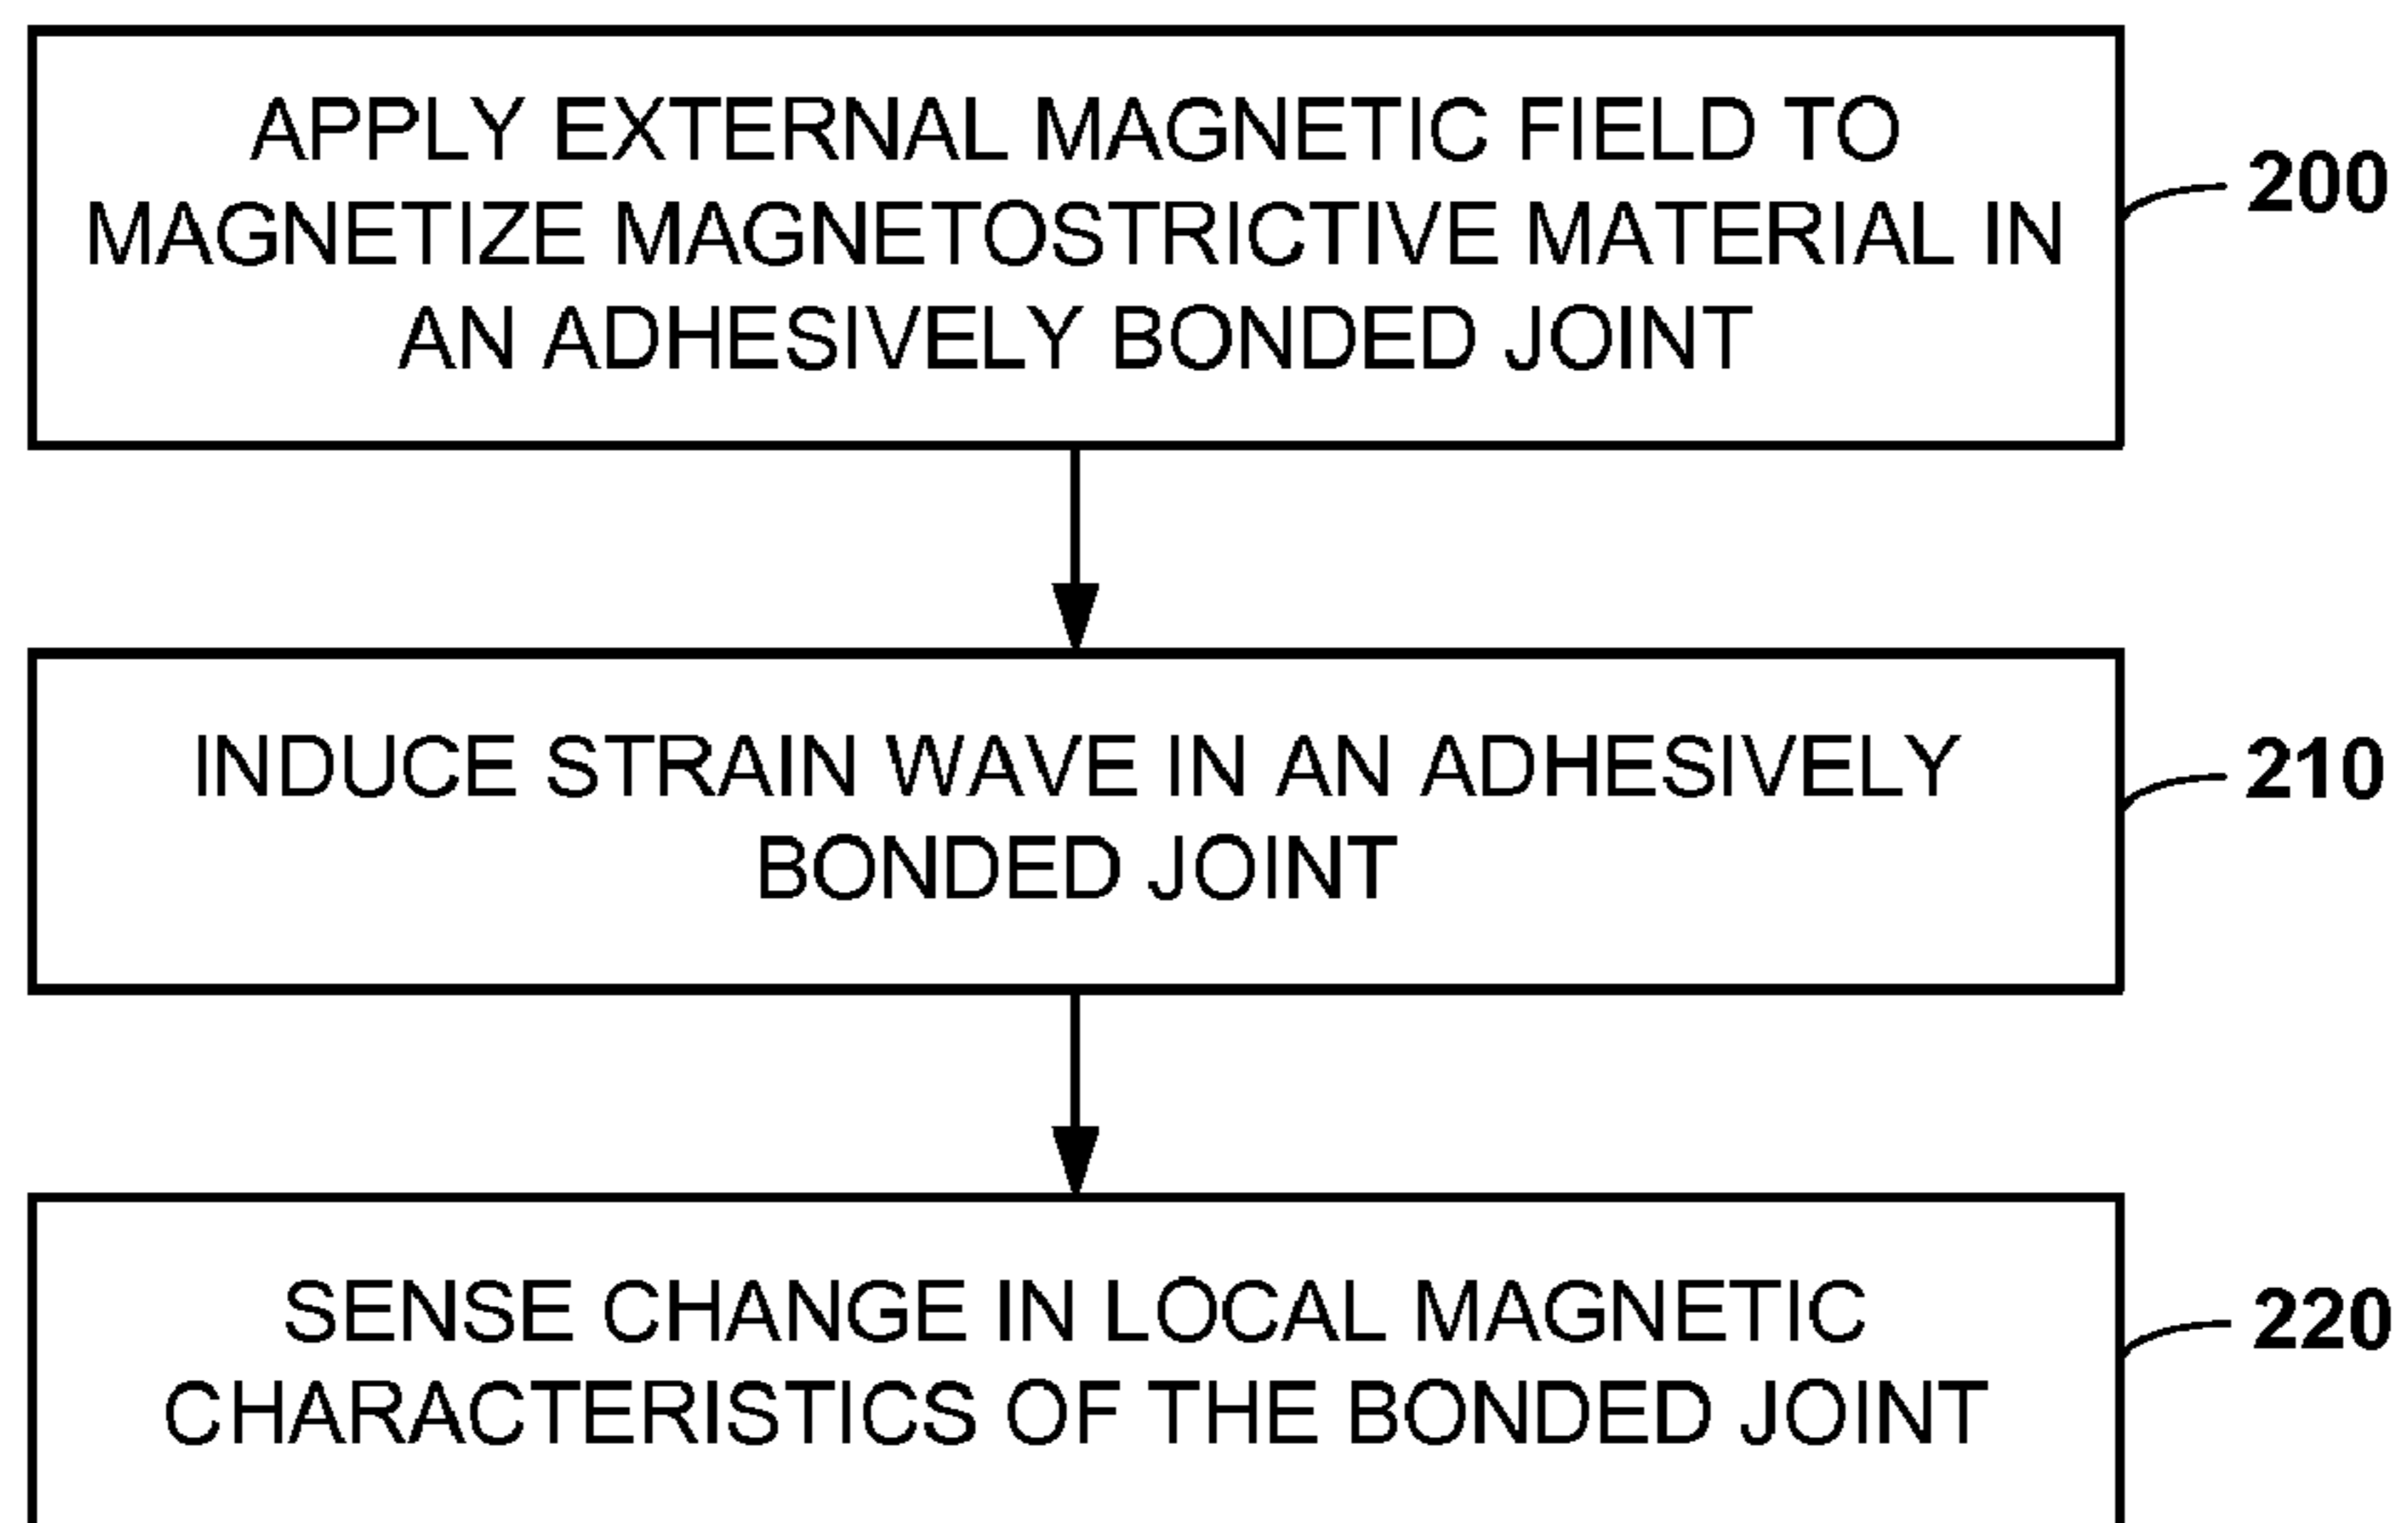 APPLY EXTERNAL MAGNETIC FIELD TO
MAGNETIZE MAGNETOSTRICTIVE MATERIAL IN
AN ADHESIVELY BONDED JOINT
200
INDUCE STRAIN WAVE IN AN ADHESIVELY
BONDED JOINT
210
SENSE CHANGE IN LOCAL MAGNETIC
CHARACTERISTICS OF THE BONDED JOINT
220